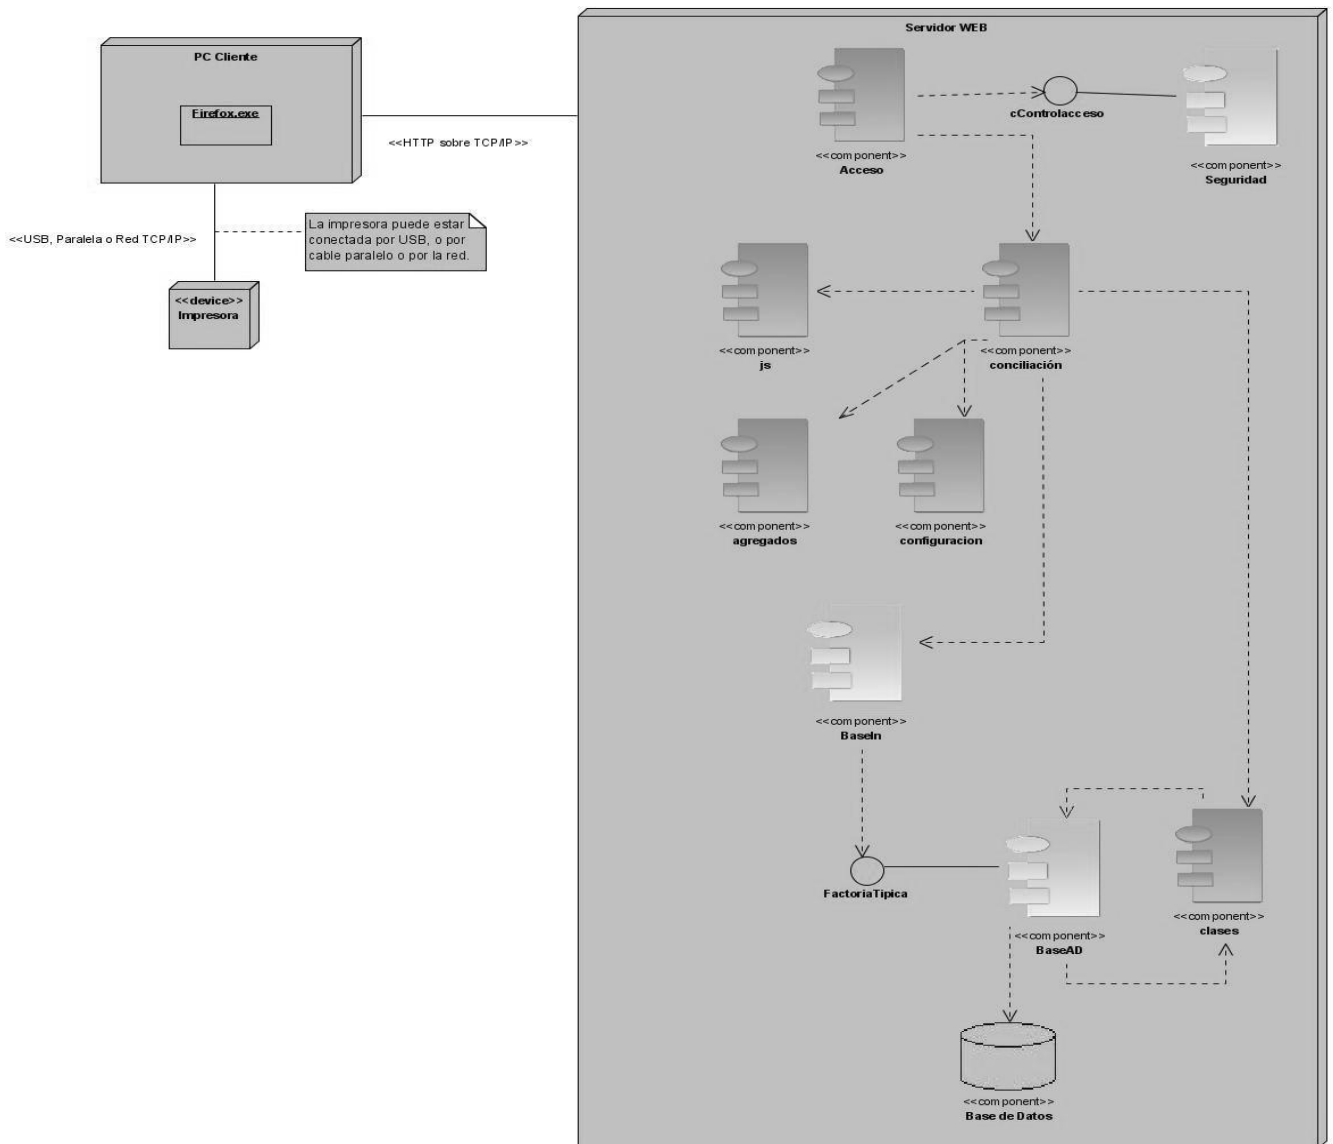 PC Cliente
Firefox.exe
<<HTTP sobre TCP/IP>>
<<USB, Paralela o Red TCP/IP>>
La impresora puede estar
conectada por USB, o por
cable paralelo o por la red.
<<device>>
Impresora
Servidor WEB
<<component>>
Acceso
cControlacceso
<<component>>
Seguridad
<<component>>
js
<<component>>
conciliación
<<component>>
agregados
<<component>>
configuracion
<<component>>
BaseIn
FactoriaTipica
<<component>>
BaseAD
<<component>>
clases
<<component>>
Base de Datos